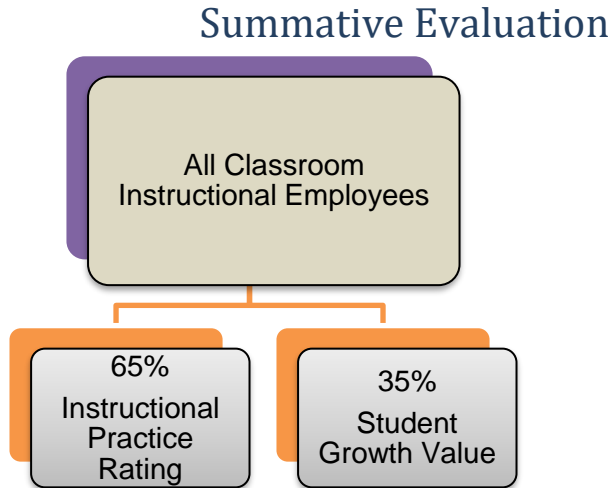 Summative Evaluation
All Classroom
Instructional Employees
65%
Instructional
Practice
Rating
35%
Student
Growth Value